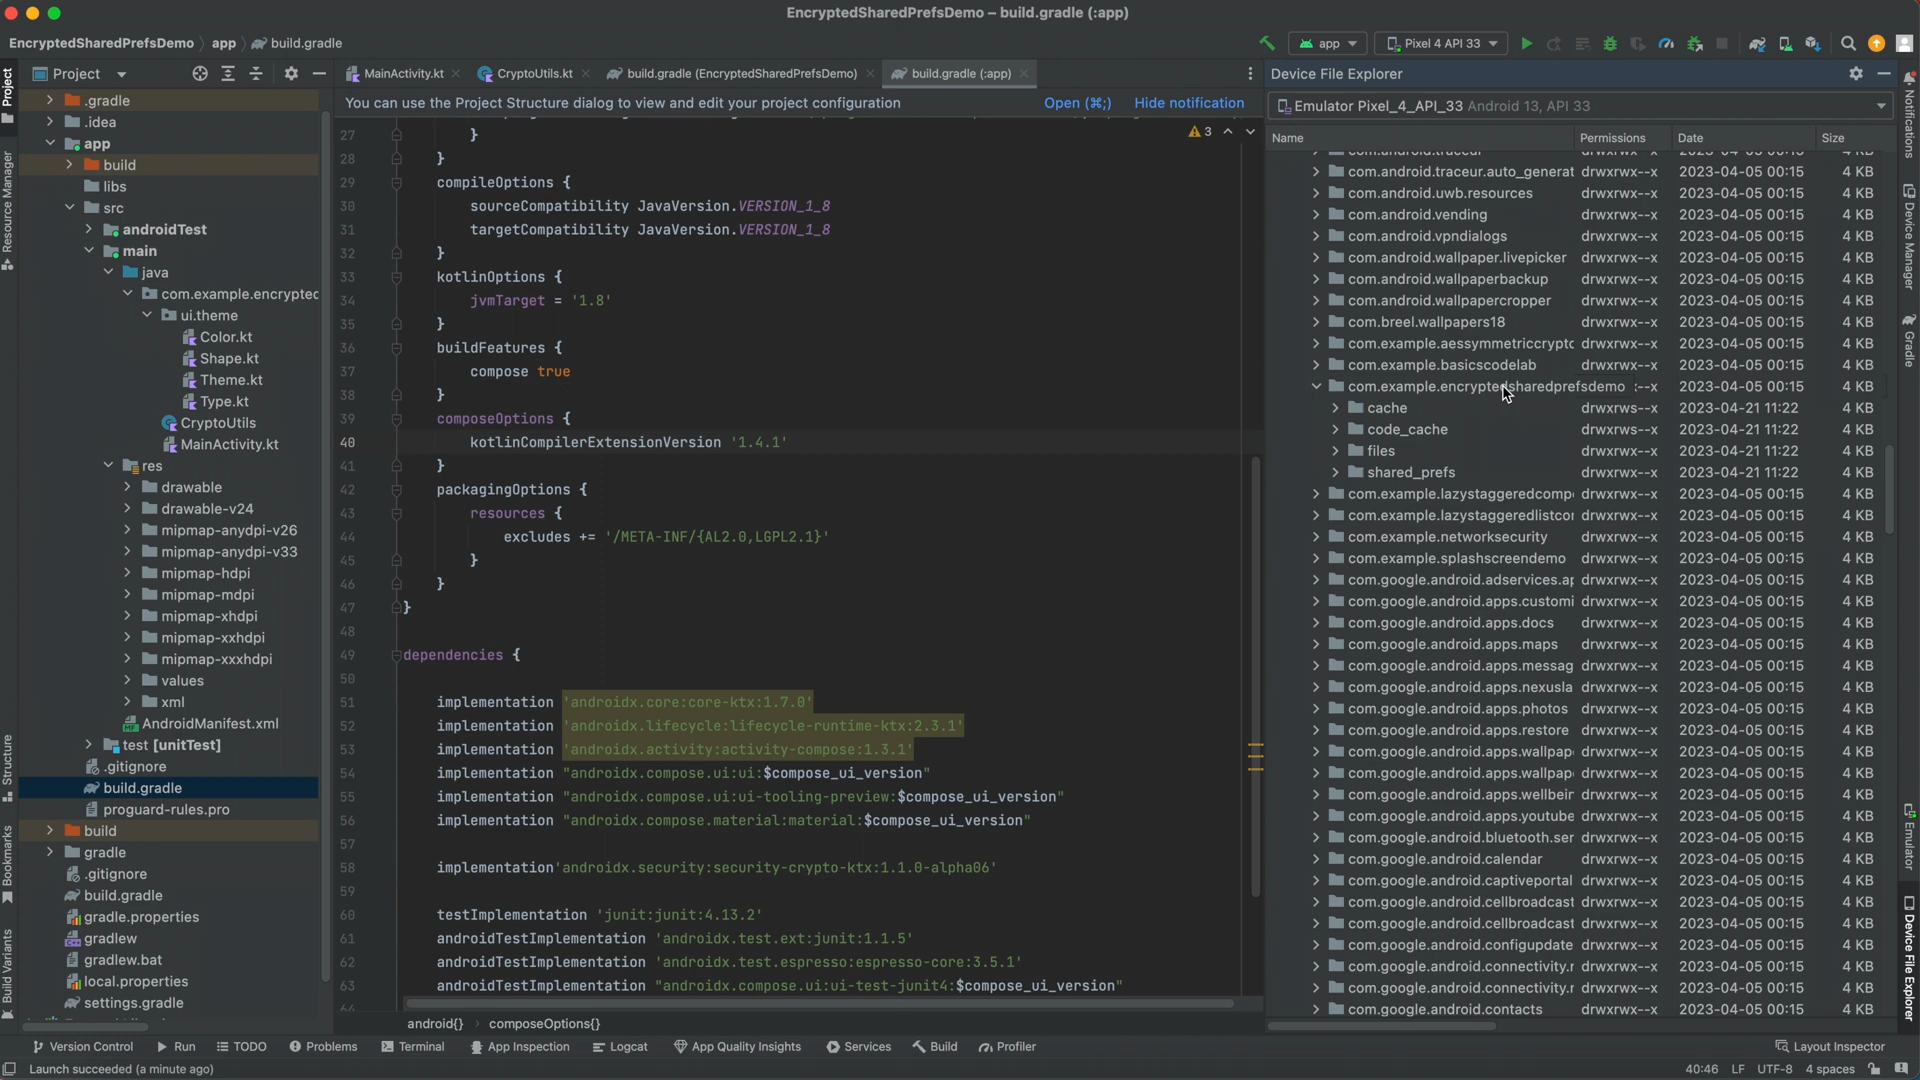 EncryptedSharedPrefsDemo – build.gradle (:app)
EncryptedSharedPrefsDemo
app
build.gradle
app
Pixel 4 API 33
Project
MainActivity.kt
CryptoUtils.kt
build.gradle (EncryptedSharedPrefsDemo)
build.gradle (:app)
Device File Explorer
You can use the Project Structure dialog to view and edit your project configuration
Open (⌘;)
Hide notification
Emulator Pixel_4_API_33 Android 13, API 33
Project
Resource Manager
Structure
Bookmarks
Build Variants
.gradle
.idea
app
build
libs
src
androidTest
main
java
com.example.encryptec
ui.theme
Color.kt
Shape.kt
Theme.kt
Type.kt
CryptoUtils
MainActivity.kt
res
drawable
drawable-v24
mipmap-anydpi-v26
mipmap-anydpi-v33
mipmap-hdpi
mipmap-mdpi
mipmap-xhdpi
mipmap-xxhdpi
mipmap-xxxhdpi
values
xml
AndroidManifest.xml
test [unitTest]
.gitignore
build.gradle
proguard-rules.pro
build
gradle
.gitignore
build.gradle
gradle.properties
gradlew
gradlew.bat
local.properties
settings.gradle
3
27 }
28 }
29 compileOptions {
30 sourceCompatibility JavaVersion.VERSION_1_8
31 targetCompatibility JavaVersion.VERSION_1_8
32 }
33 kotlinOptions {
34 jvmTarget = '1.8'
35 }
36 buildFeatures {
37 compose true
38 }
39 composeOptions {
40 kotlinCompilerExtensionVersion '1.4.1'
41 }
42 packagingOptions {
43 resources {
44 excludes += '/META-INF/{AL2.0,LGPL2.1}'
45 }
46 }
47 }
48
49 dependencies {
50
51 implementation 'androidx.core:core-ktx:1.7.0'
52 implementation 'androidx.lifecycle:lifecycle-runtime-ktx:2.3.1'
53 implementation 'androidx.activity:activity-compose:1.3.1'
54 implementation "androidx.compose.ui:ui:$compose_ui_version"
55 implementation "androidx.compose.ui:ui-tooling-preview:$compose_ui_version"
56 implementation "androidx.compose.material:material:$compose_ui_version"
57
58 implementation'androidx.security:security-crypto-ktx:1.1.0-alpha06'
59
60 testImplementation 'junit:junit:4.13.2'
61 androidTestImplementation 'androidx.test.ext:junit:1.1.5'
62 androidTestImplementation 'androidx.test.espresso:espresso-core:3.5.1'
63 androidTestImplementation "androidx.compose.ui:ui-test-junit4:$compose_ui_version"
android{}
composeOptions{}
Name Permissions Date Size
com.android.traceur drwxrwx--x 2023-04-05 00:15 4 KB
com.android.traceur.auto_generat drwxrwx--x 2023-04-05 00:15 4 KB
com.android.uwb.resources drwxrwx--x 2023-04-05 00:15 4 KB
com.android.vending drwxrwx--x 2023-04-05 00:15 4 KB
com.android.vpndialogs drwxrwx--x 2023-04-05 00:15 4 KB
com.android.wallpaper.livepicker drwxrwx--x 2023-04-05 00:15 4 KB
com.android.wallpaperbackup drwxrwx--x 2023-04-05 00:15 4 KB
com.android.wallpapercropper drwxrwx--x 2023-04-05 00:15 4 KB
com.breel.wallpapers18 drwxrwx--x 2023-04-05 00:15 4 KB
com.example.aessymmetriccrypto drwxrwx--x 2023-04-05 00:15 4 KB
com.example.basicscodelab drwxrwx--x 2023-04-05 00:15 4 KB
com.example.encryptedsharedprefsdemo --x 2023-04-05 00:15 4 KB
cache drwxrws--x 2023-04-21 11:22 4 KB
code_cache drwxrws--x 2023-04-21 11:22 4 KB
files drwxrwx--x 2023-04-21 11:22 4 KB
shared_prefs drwxrwx--x 2023-04-21 11:22 4 KB
com.example.lazystaggeredcomp drwxrwx--x 2023-04-05 00:15 4 KB
com.example.lazystaggeredlistcor drwxrwx--x 2023-04-05 00:15 4 KB
com.example.networksecurity drwxrwx--x 2023-04-05 00:15 4 KB
com.example.splashscreendemo drwxrwx--x 2023-04-05 00:15 4 KB
com.google.android.adservices.ap drwxrwx--x 2023-04-05 00:15 4 KB
com.google.android.apps.customi drwxrwx--x 2023-04-05 00:15 4 KB
com.google.android.apps.docs drwxrwx--x 2023-04-05 00:15 4 KB
com.google.android.apps.maps drwxrwx--x 2023-04-05 00:15 4 KB
com.google.android.apps.messag drwxrwx--x 2023-04-05 00:15 4 KB
com.google.android.apps.nexusla drwxrwx--x 2023-04-05 00:15 4 KB
com.google.android.apps.photos drwxrwx--x 2023-04-05 00:15 4 KB
com.google.android.apps.restore drwxrwx--x 2023-04-05 00:15 4 KB
com.google.android.apps.wallpap drwxrwx--x 2023-04-05 00:15 4 KB
com.google.android.apps.wallpap drwxrwx--x 2023-04-05 00:15 4 KB
com.google.android.apps.wellbeir drwxrwx--x 2023-04-05 00:15 4 KB
com.google.android.apps.youtube drwxrwx--x 2023-04-05 00:15 4 KB
com.google.android.bluetooth.ser drwxrwx--x 2023-04-05 00:15 4 KB
com.google.android.calendar drwxrwx--x 2023-04-05 00:15 4 KB
com.google.android.captiveportal drwxrwx--x 2023-04-05 00:15 4 KB
com.google.android.cellbroadcast drwxrwx--x 2023-04-05 00:15 4 KB
com.google.android.cellbroadcast drwxrwx--x 2023-04-05 00:15 4 KB
com.google.android.configupdate drwxrwx--x 2023-04-05 00:15 4 KB
com.google.android.connectivity.r drwxrwx--x 2023-04-05 00:15 4 KB
com.google.android.connectivity.r drwxrwx--x 2023-04-05 00:15 4 KB
com.google.android.contacts drwxrwx--x 2023-04-05 00:15 4 KB
Notifications
Device Manager
Gradle
Emulator
Device File Explorer
Version Control
Run
TODO
Problems
Terminal
App Inspection
Logcat
App Quality Insights
Services
Build
Profiler
Layout Inspector
Launch succeeded (a minute ago)
40:46 LF UTF-8 4 spaces